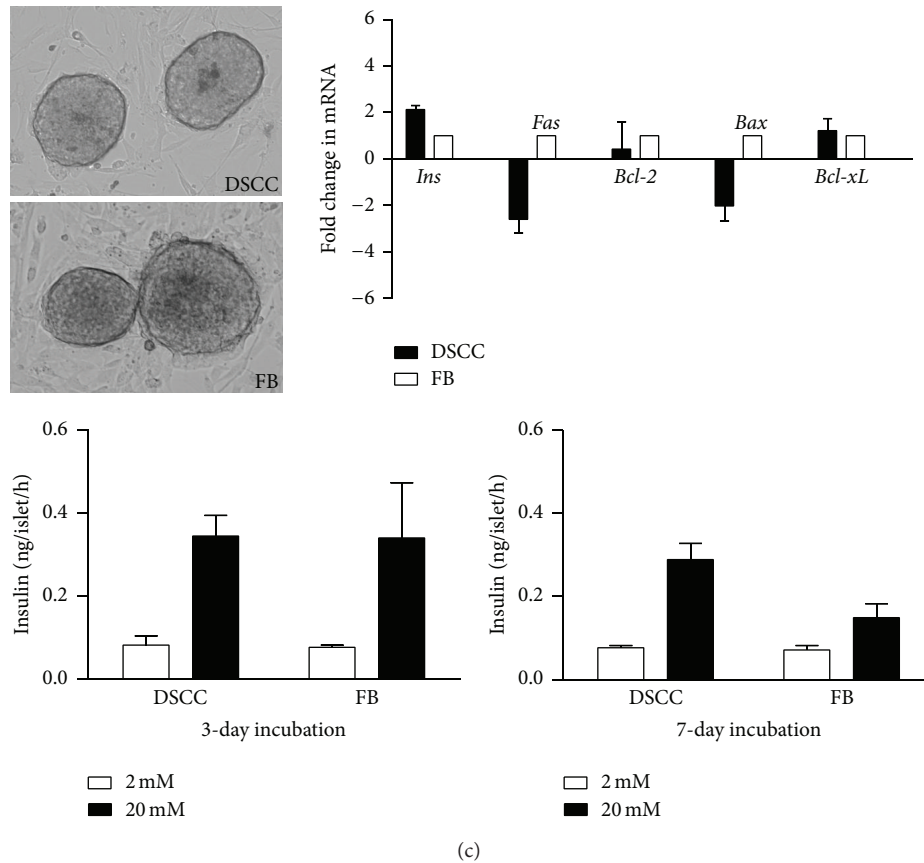 DSCC
FB
Fold change in mRNA
6
4
2
0
−2
−4
−6
Ins
Fas
Bcl-2
Bax
Bcl-xL
DSCC
FB
Insulin (ng/islet/h)
0.6
0.4
0.2
0.0
DSCC
FB
3-day incubation
2 mM
20 mM
Insulin (ng/islet/h)
0.6
0.4
0.2
0.0
DSCC
FB
7-day incubation
2 mM
20 mM
(c)